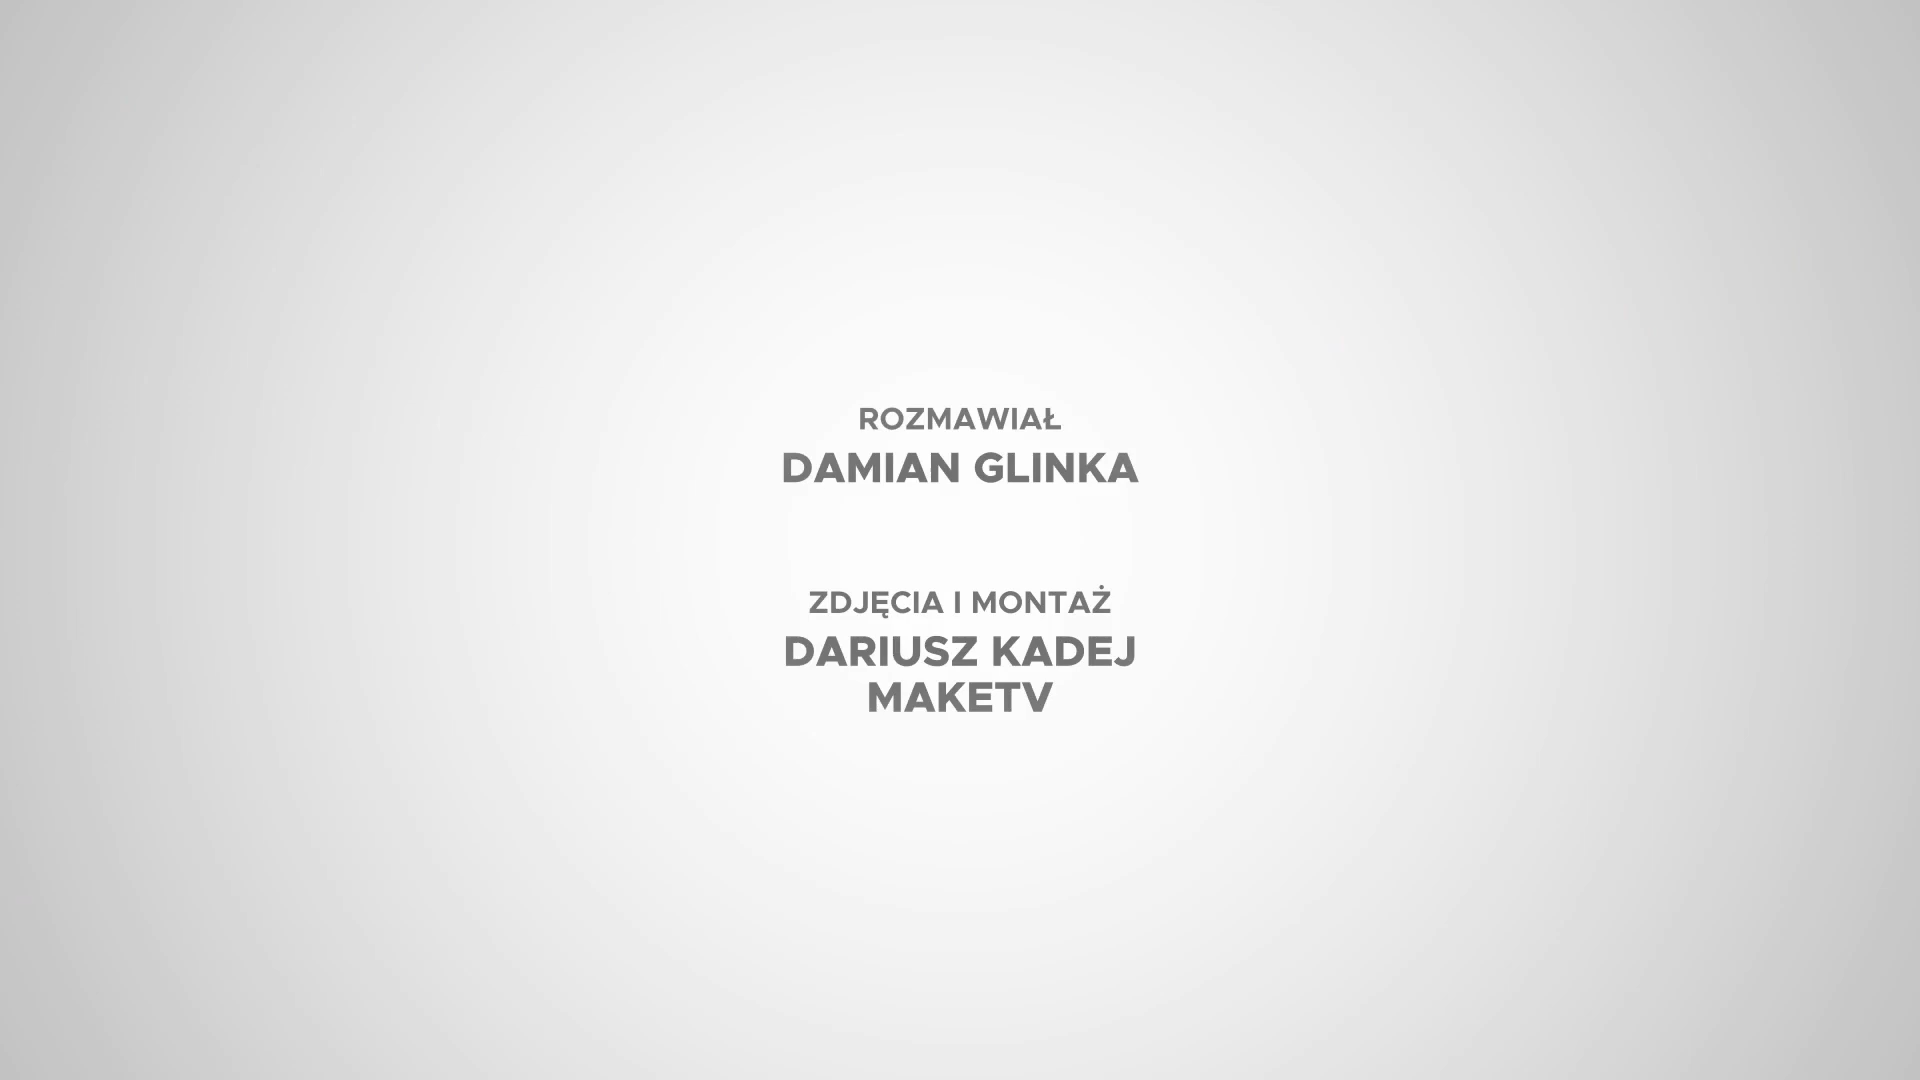 ROZMAWIAŁ
DAMIAN GLINKA
ZDJĘCIA I MONTAŻ
DARIUSZ KADEJ
MAKETV